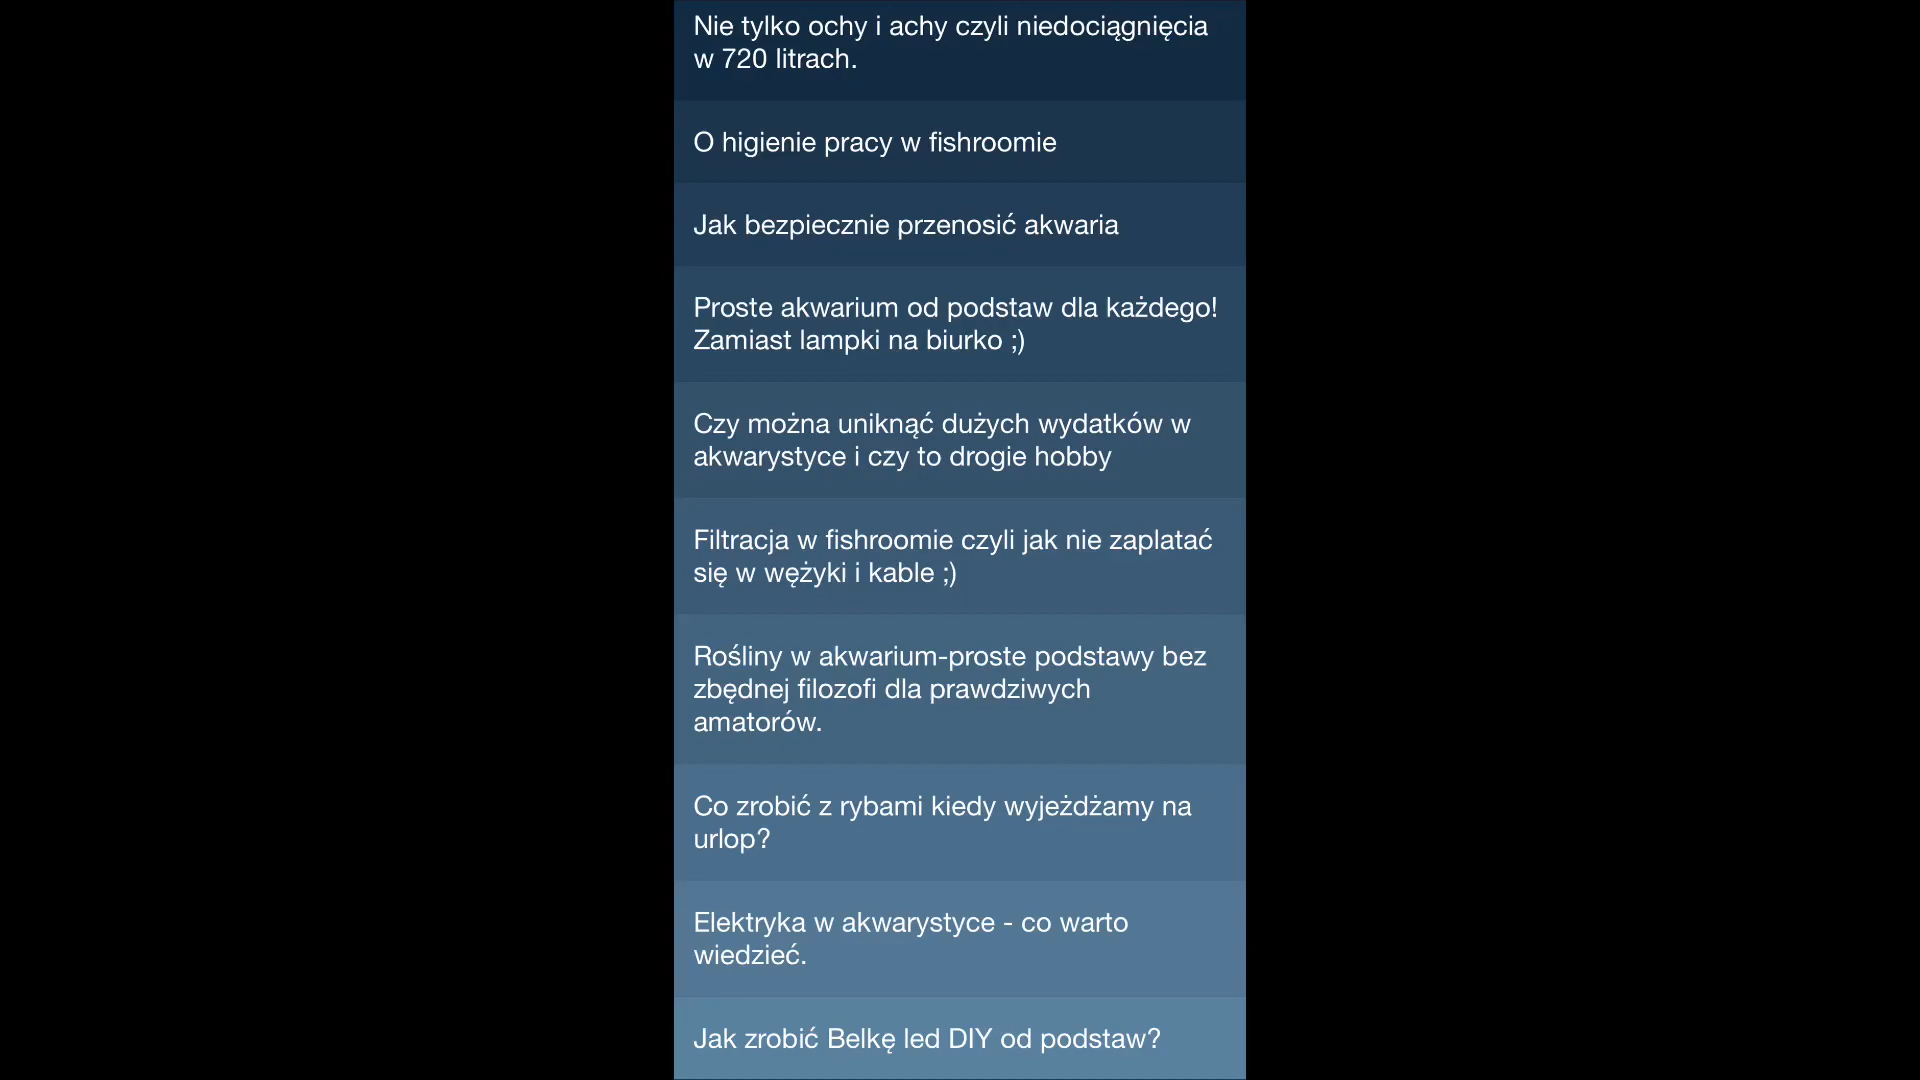 Nie tylko ochy i achy czyli niedociągnięcia
w 720 litrach.
O higienie pracy w fishroomie
Jak bezpiecznie przenosić akwaria
Proste akwarium od podstaw dla każdego!
Zamiast lampki na biurko ;)
Czy można uniknąć dużych wydatków w
akwarystyce i czy to drogie hobby
Filtracja w fishroomie czyli jak nie zaplatać
się w wężyki i kable ;)
Rośliny w akwarium-proste podstawy bez
zbędnej filozofi dla prawdziwych
amatorów.
Co zrobić z rybami kiedy wyjeżdżamy na
urlop?
Elektryka w akwarystyce - co warto
wiedzieć.
Jak zrobić Belkę led DIY od podstaw?